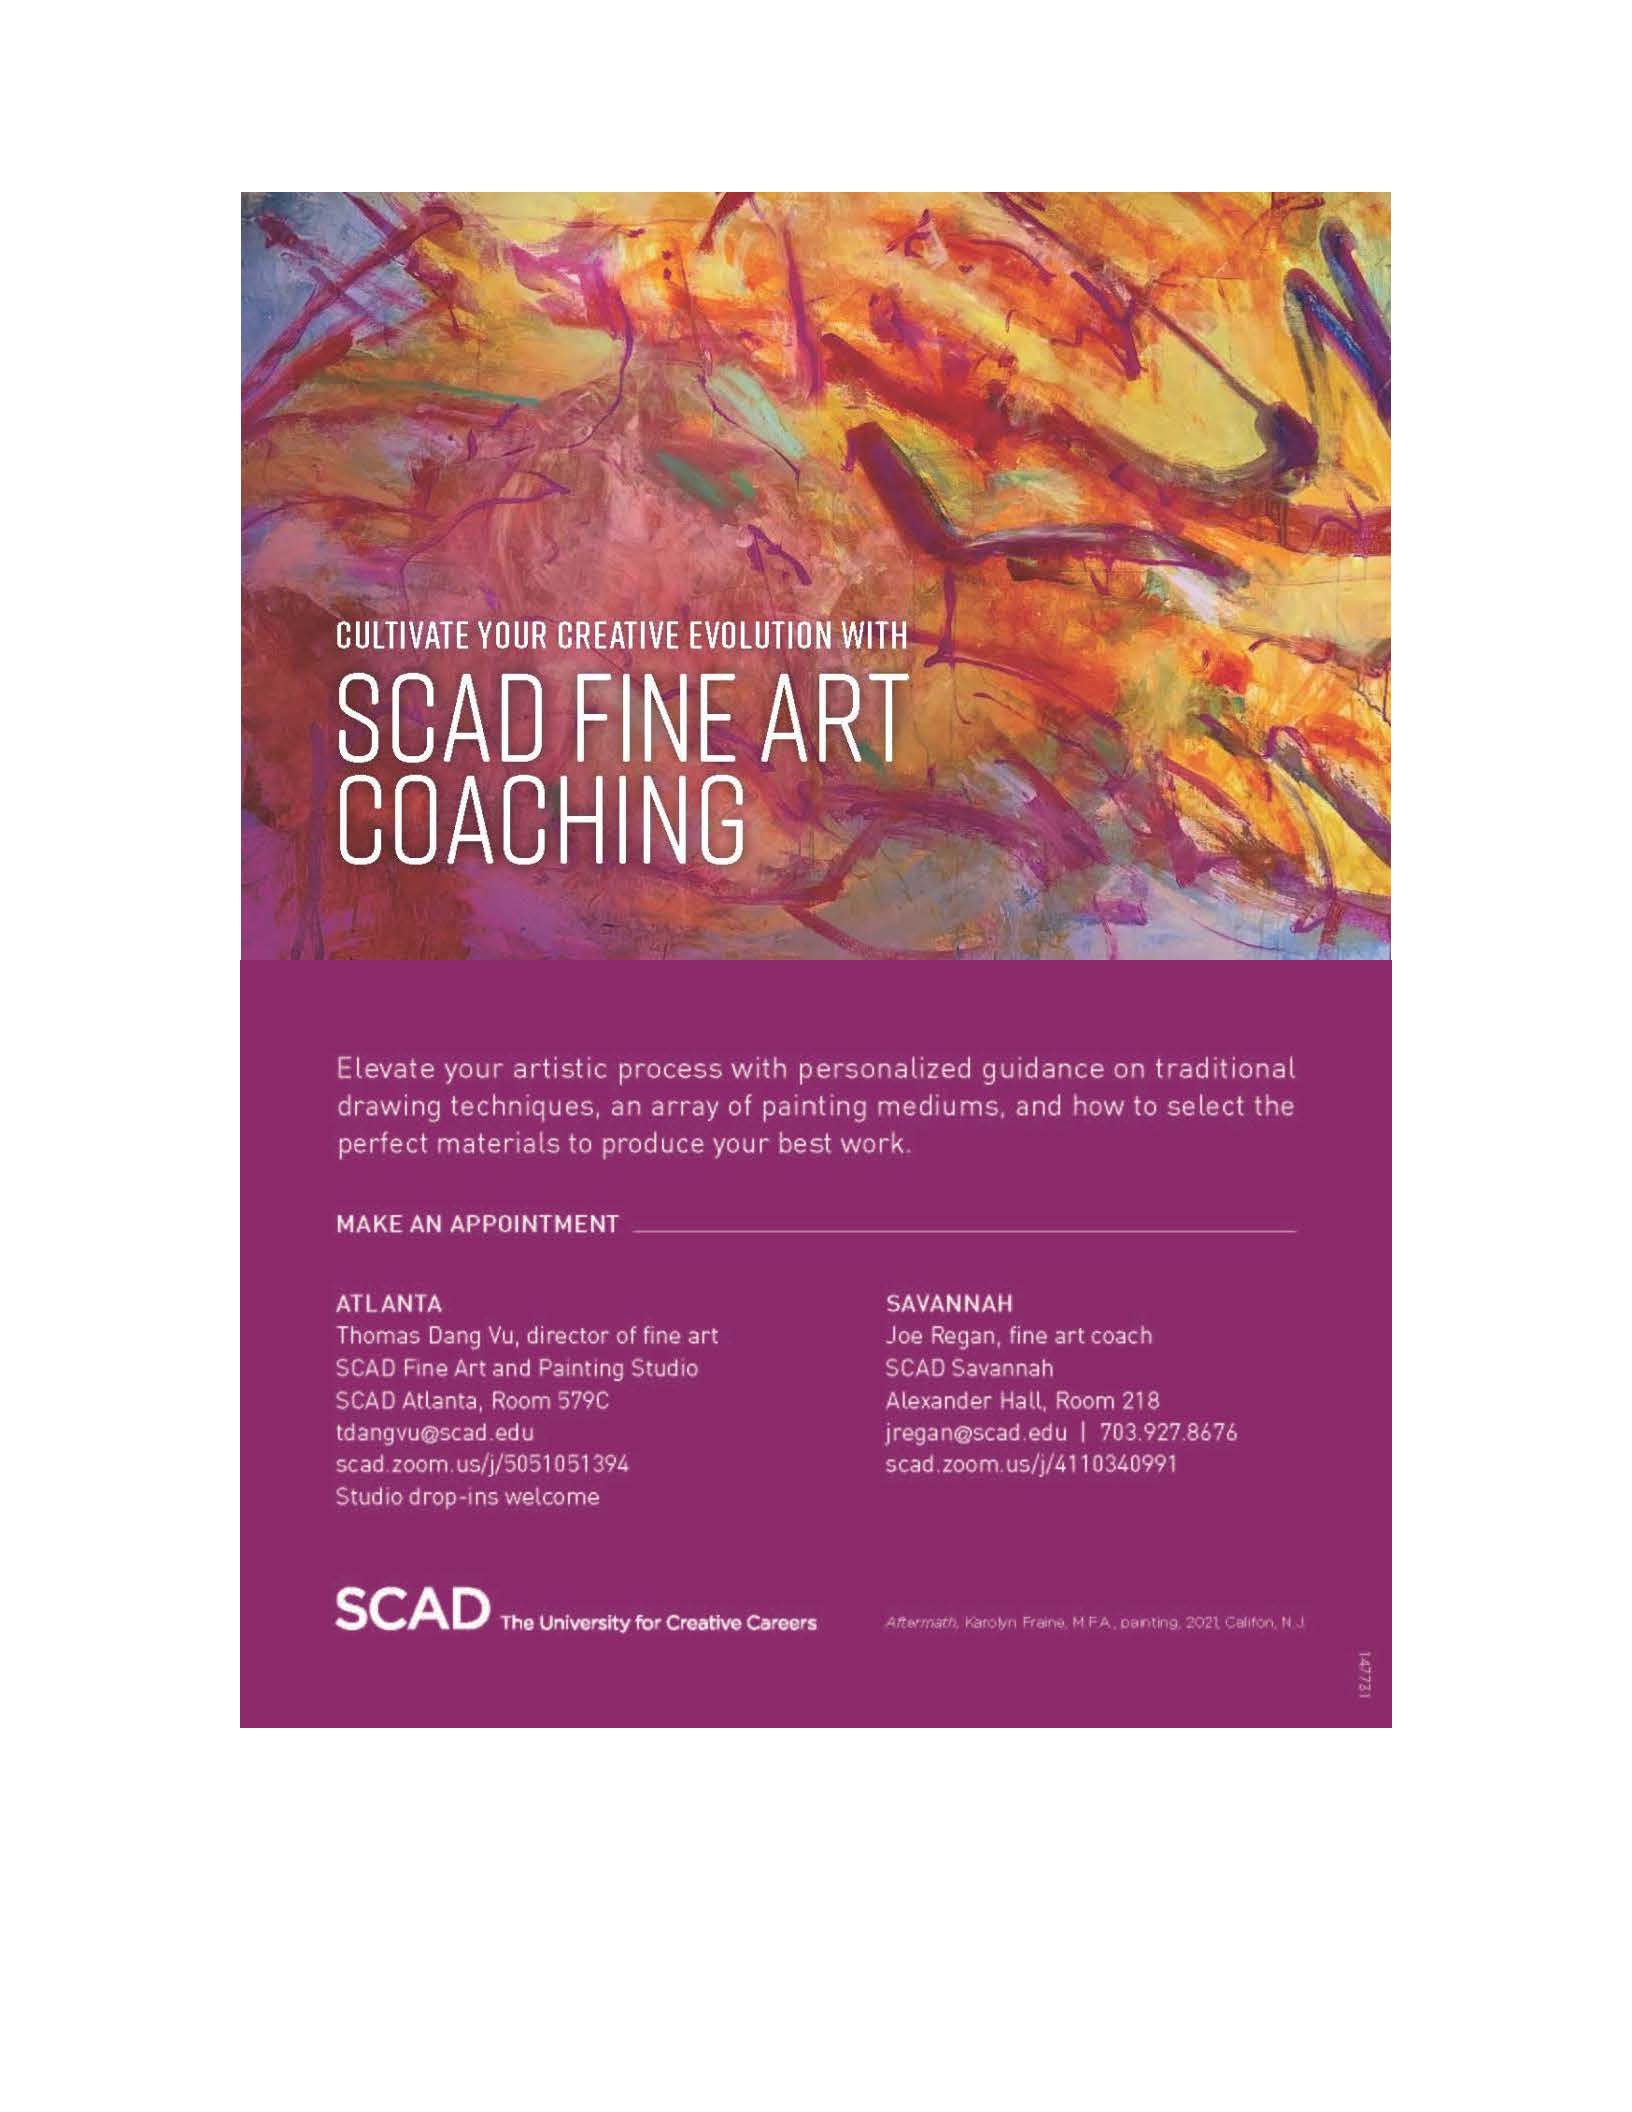 CULTIVATE YOUR CREATIVE EVOLUTION WITH
SCAD FINE ART
COACHING
Elevate your artistic process with personalized guidance on traditional
drawing techniques, an array of painting mediums, and how to select the
perfect materials to produce your best work.
MAKE AN APPOINTMENT
ATLANTA
Thomas Dang Vu, director of fine art
SCAD Fine Art and Painting Studio
SCAD Atlanta, Room 579C
tdangvu@scad.edu
scad.zoom.us/j/5051051394
Studio drop-ins welcome
SAVANNAH
Joe Regan, fine art coach
SCAD Savannah
Alexander Hall, Room 218
jregan@scad.edu | 703.927.8676
scad.zoom.us/j/4110340991
SCAD The University for Creative Careers
Aftermath, Karolyn Fraine, M.F.A., painting, 2021, Califon, N.J.
147731